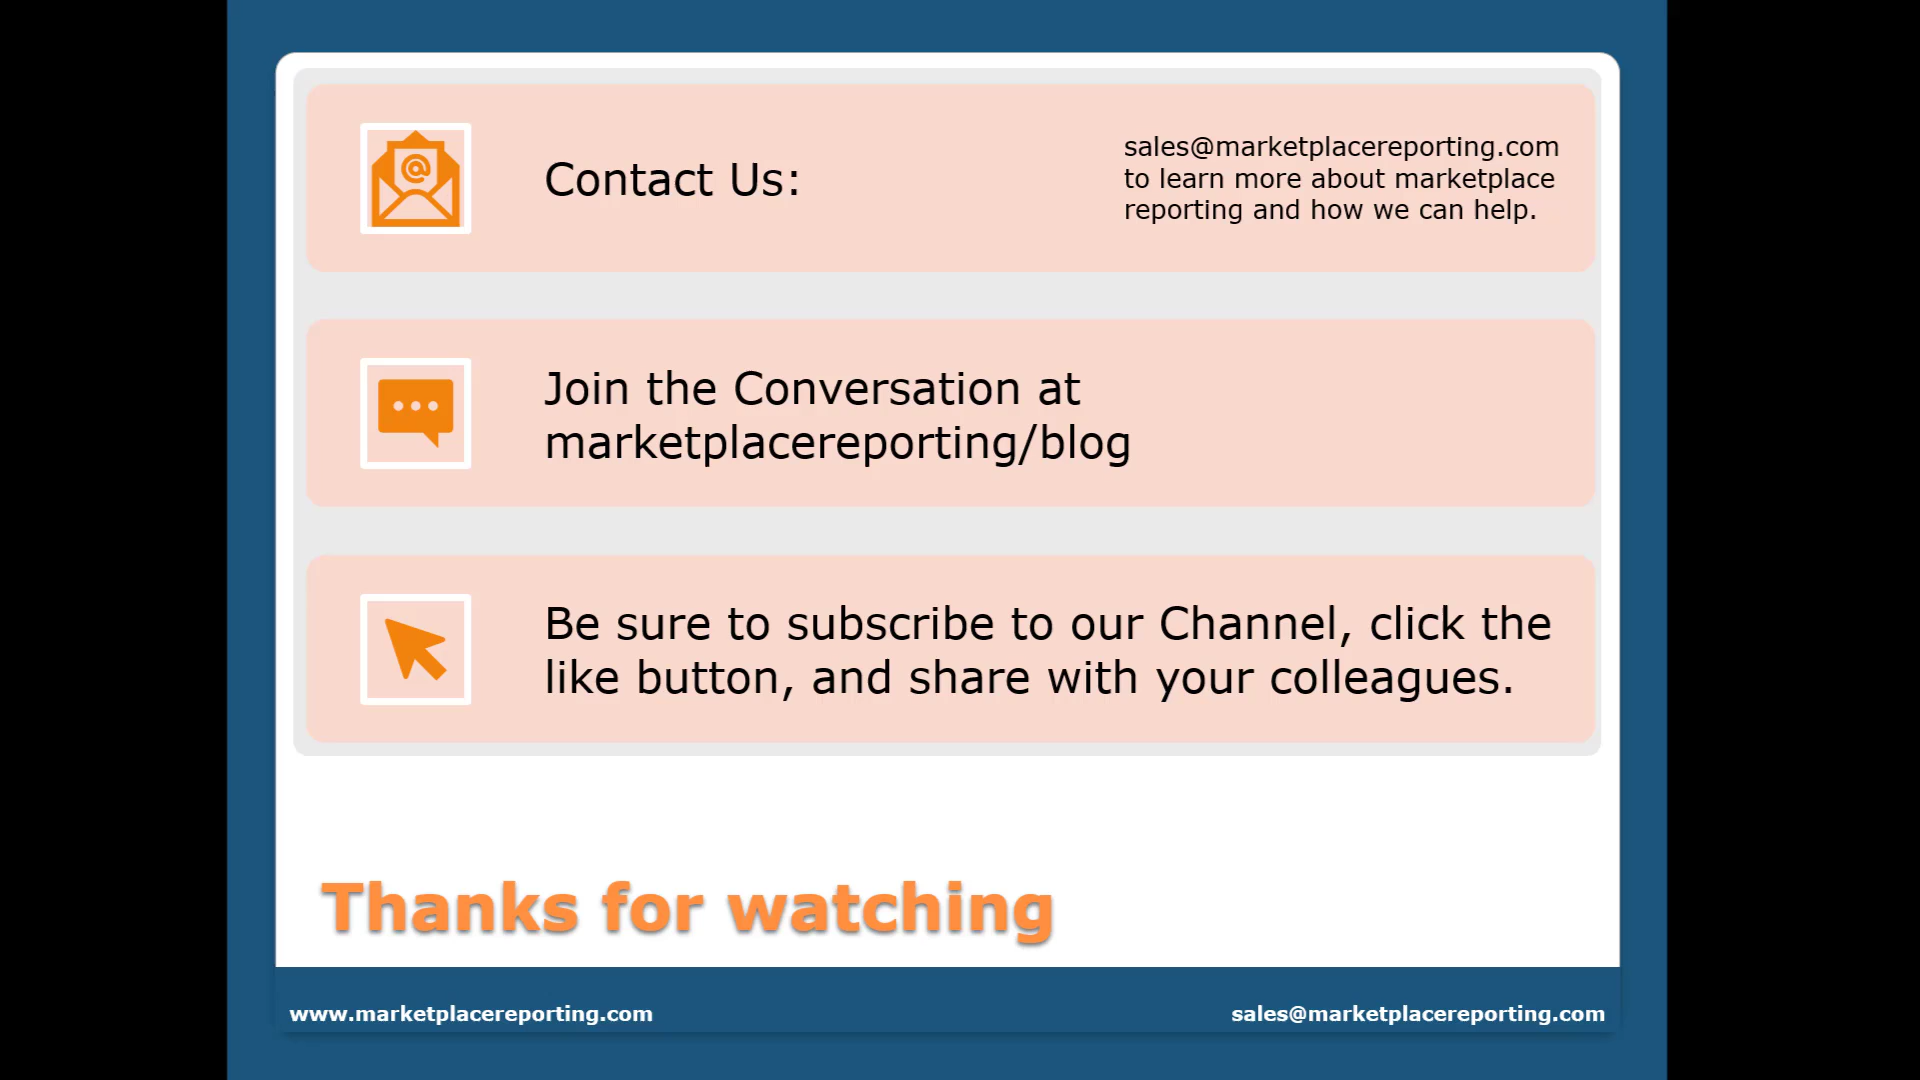 Contact Us:
sales@marketplacereporting.com
to learn more about marketplace
reporting and how we can help.
Join the Conversation at
marketplacereporting/blog
Be sure to subscribe to our Channel, click the
like button, and share with your colleagues.
Thanks for watching
www.marketplacereporting.com
sales@marketplacereporting.com